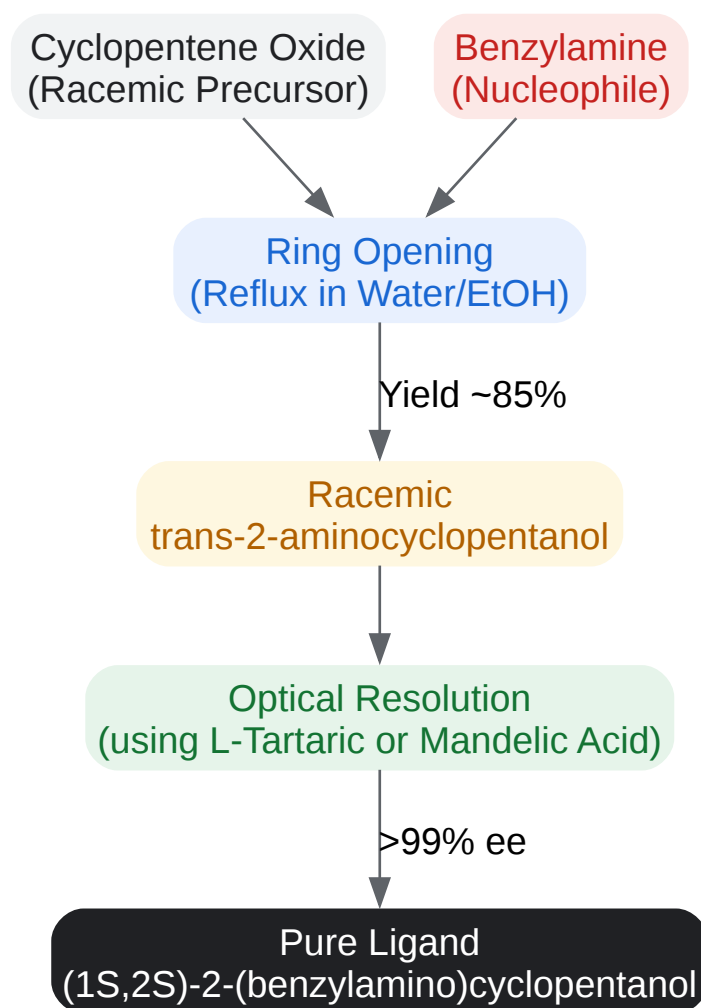 Cyclopentene Oxide
(Racemic Precursor)
Benzylamine
(Nucleophile)
Ring Opening
(Reflux in Water/EtOH)
Yield ~85%
Racemic
trans-2-aminocyclopentanol
Optical Resolution
(using L-Tartaric or Mandelic Acid)
>99% ee
Pure Ligand
(1S,2S)-2-(benzylamino)cyclopentanol